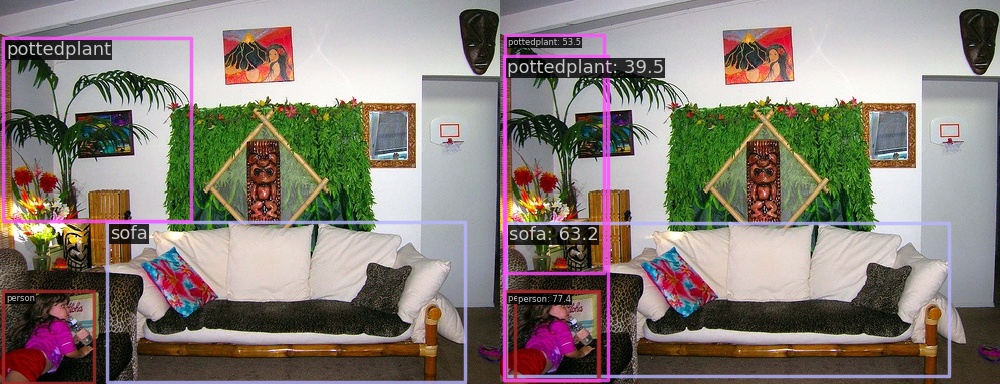 pottedplant
sofa
person
pottedplant: 53.5
pottedplant: 39.5
sofa: 63.2
person: 77.4